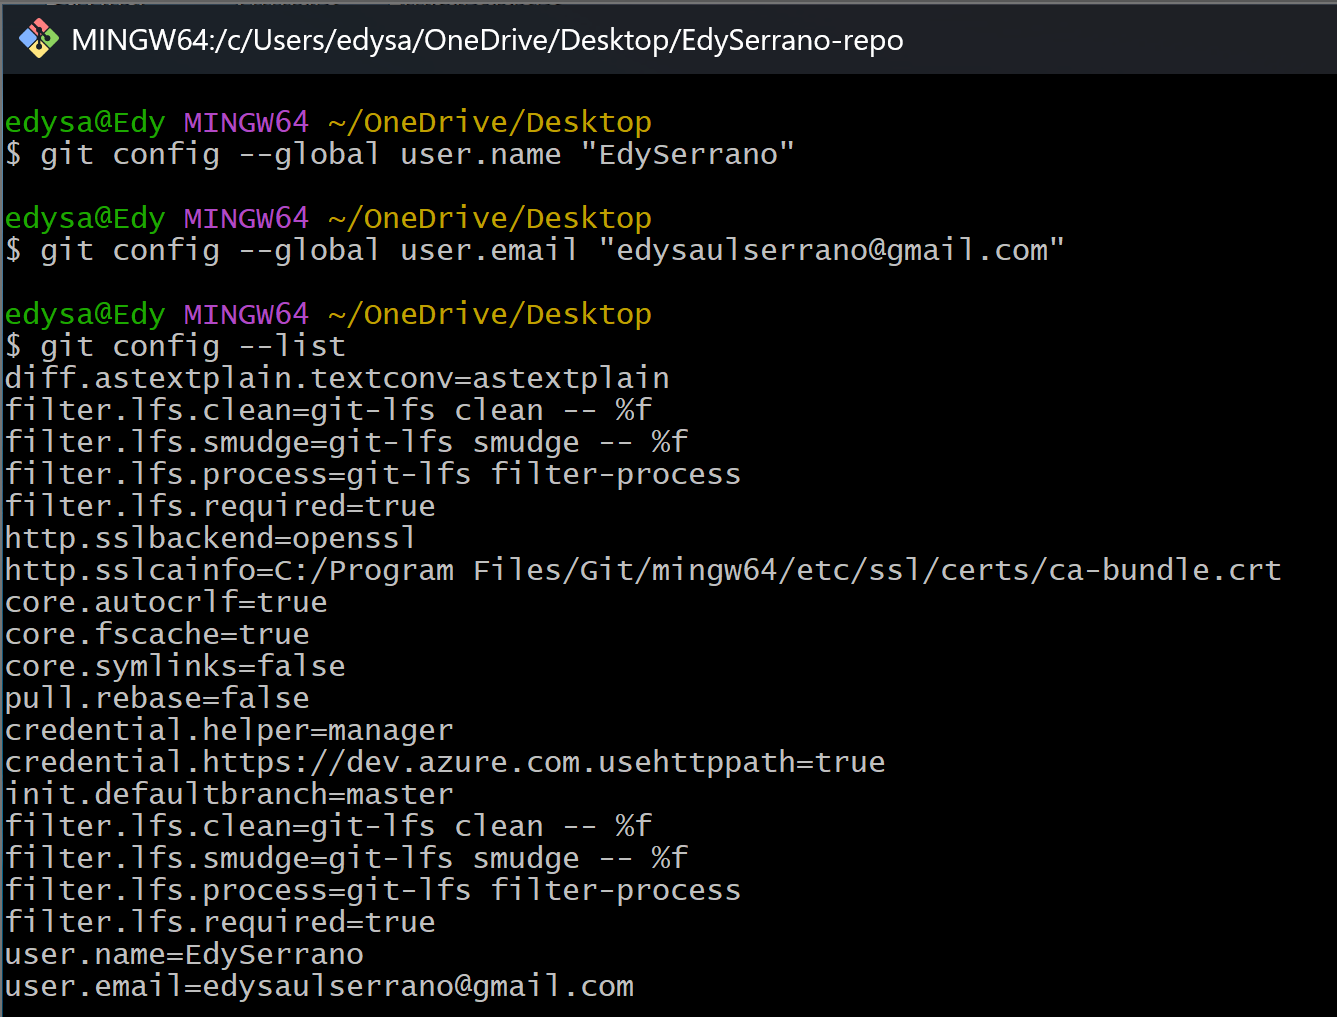 MINGW64:/c/Users/edysa/OneDrive/Desktop/EdySerrano-repo
edysa@Edy MINGW64 ~/OneDrive/Desktop
$ git config --global user.name "EdySerrano"
edysa@Edy MINGW64 ~/OneDrive/Desktop
$ git config --global user.email "edysaulserrano@gmail.com"
edysa@Edy MINGW64 ~/OneDrive/Desktop
$ git config --list
diff.astextplain.textconv=astextplain
filter.lfs.clean=git-lfs clean -- %f
filter.lfs.smudge=git-lfs smudge -- %f
filter.lfs.process=git-lfs filter-process
filter.lfs.required=true
http.sslbackend=openssl
http.sslcainfo=C:/Program Files/Git/mingw64/etc/ssl/certs/ca-bundle.crt
core.autocrlf=true
core.fscache=true
core.symlinks=false
pull.rebase=false
credential.helper=manager
credential.https://dev.azure.com.usehttppath=true
init.defaultbranch=master
filter.lfs.clean=git-lfs clean -- %f
filter.lfs.smudge=git-lfs smudge -- %f
filter.lfs.process=git-lfs filter-process
filter.lfs.required=true
user.name=EdySerrano
user.email=edysaulserrano@gmail.com